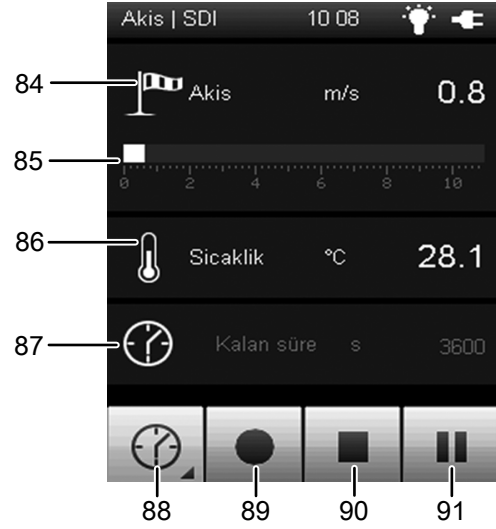 Akis | SDI 10 08
84 Akis m/s 0.8
85
0 2 4 6 8 10
86 Sicaklik °C 28.1
87 Kalan süre s 3600
88 89 90 91